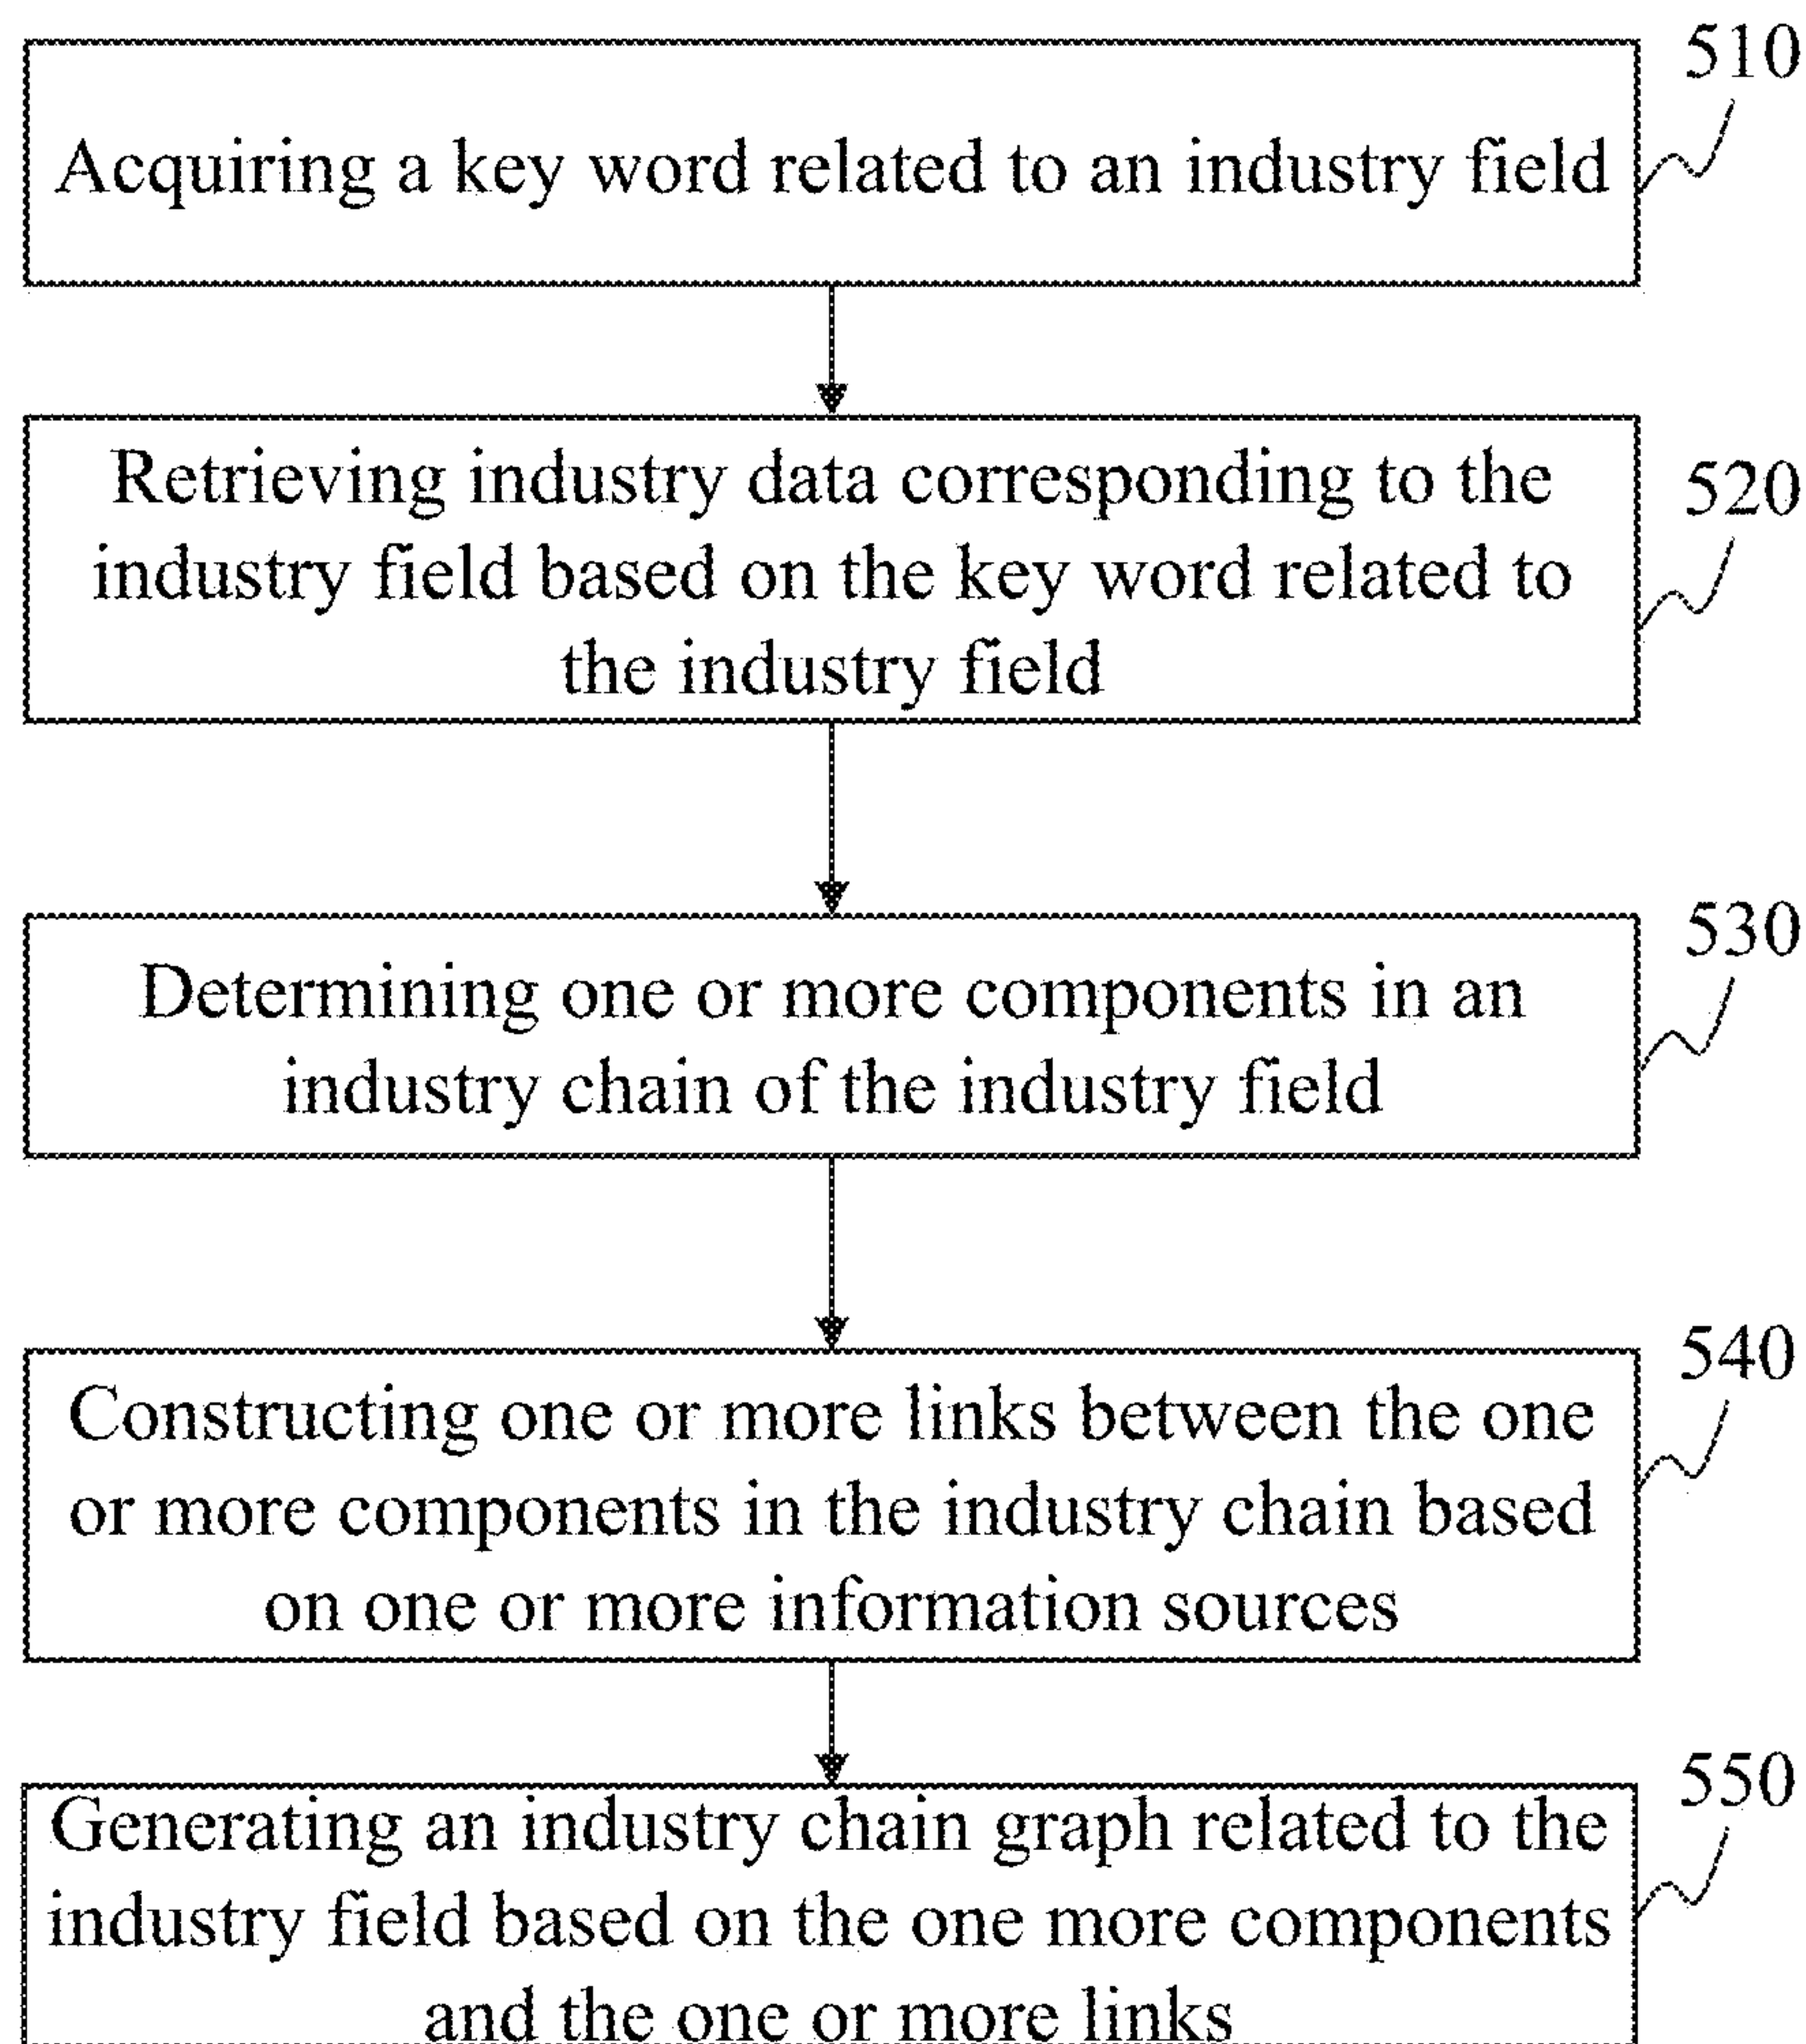 510
Acquiring a key word related to an industry field
Retrieving industry data corresponding to the
520
industry field based on the key word related to
the industry field
530
Determining one or more components in an
industry chain of the industry field
540
Constructing one or more links between the one
or more components in the industry chain based
on one or more information sources
550
Generating an industry chain graph related to the
industry field based on the one more components
and the one or more links